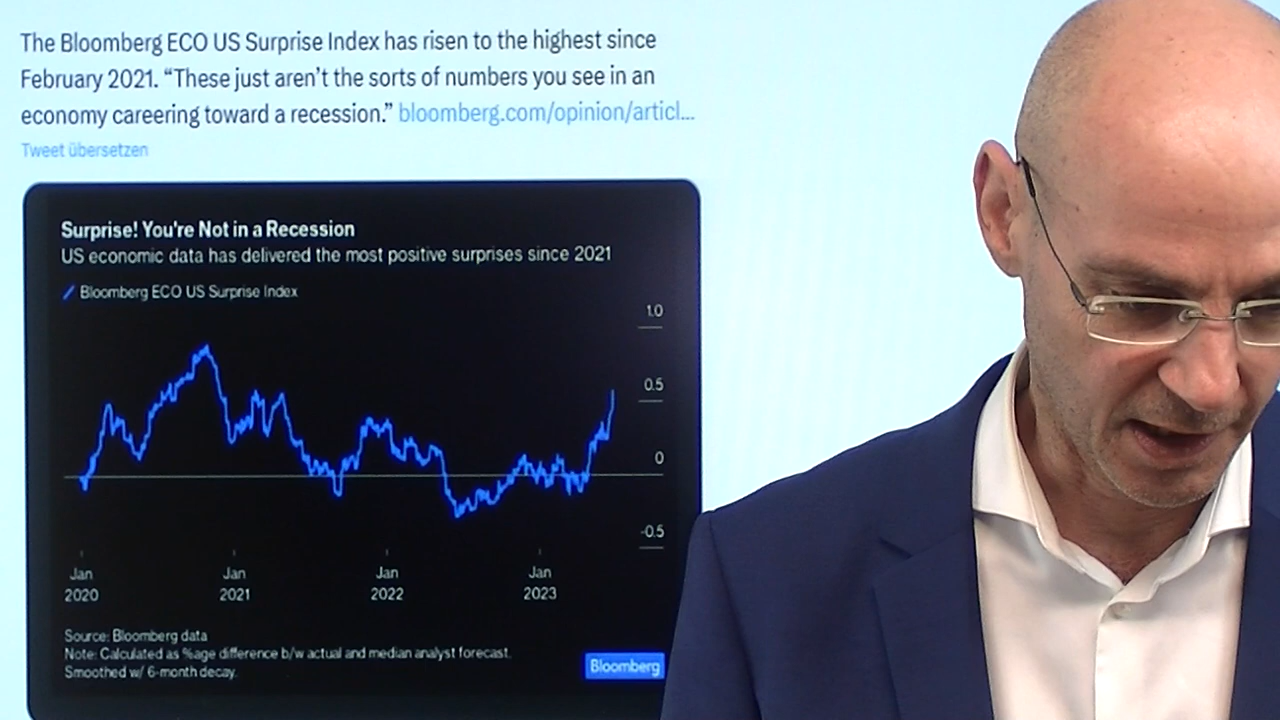 The Bloomberg ECO US Surprise Index has risen to the highest since
February 2021. “These just aren’t the sorts of numbers you see in an
economy careering toward a recession.” bloomberg.com/opinion/articl...
Tweet übersetzen
Surprise! You're Not in a Recession
US economic data has delivered the most positive surprises since 2021
Bloomberg ECO US Surprise Index
1.0
0.5
0
-0.5
Jan Jan Jan Jan
2020 2021 2022 2023
Source: Bloomberg data
Note: Calculated as %age difference b/w actual and median analyst forecast.
Smoothed w/ 6-month decay.
Bloomberg